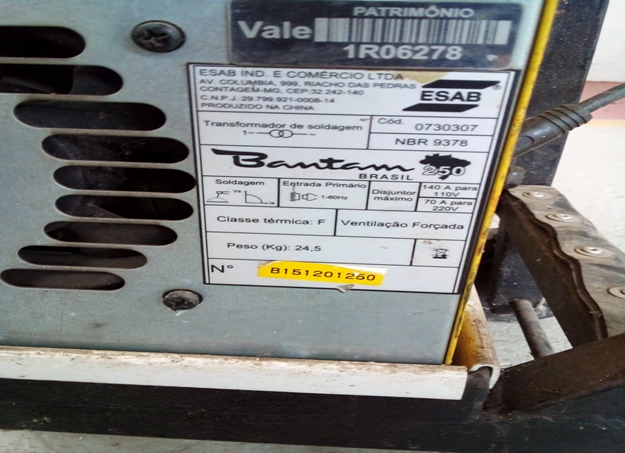 PATRIMÔNIO
Vale
1R06278
ESAB IND. E COMÉRCIO LTDA
AV. COLUMBIA, 999, RIACHO DAS PEDRAS
CONTAGEM-MG, CEP:32.242-140
C.N.P.J.:29.799.921-0008-14
PRODUZIDO NA CHINA
ESAB
Transformador de soldagem
1~
Cód.
0730307
NBR 9378
Bantam
BRASIL
250
Soldagem
Entrada Primário
1~60Hz
Disjuntor
máximo
140 A para
110V
70 A para
220V
Classe térmica: F
Ventilação Forçada
Peso (Kg): 24,5
N°
B151201260